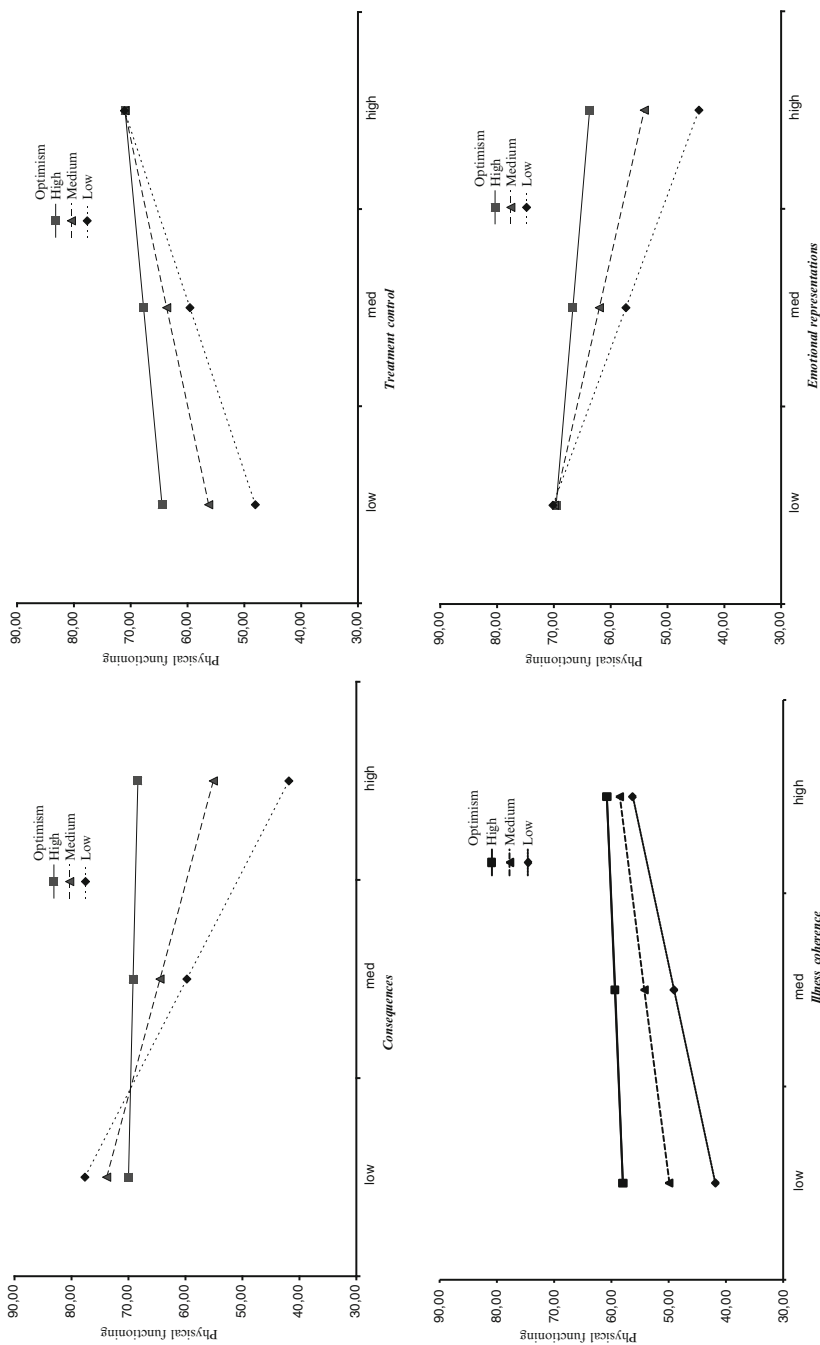 90,00
80,00
70,00
60,00
50,00
40,00
30,00
Physical functioning
Optimism
High
Medium
Low
low
med
high
Consequences
90,00
80,00
70,00
60,00
50,00
40,00
30,00
Physical functioning
Optimism
High
Medium
Low
low
med
high
Treatment control
90,00
80,00
70,00
60,00
50,00
40,00
30,00
Physical functioning
Optimism
High
Medium
Low
low
med
high
Illness coherence
90,00
80,00
70,00
60,00
50,00
40,00
30,00
Physical functioning
Optimism
High
Medium
Low
low
med
high
Emotional representations